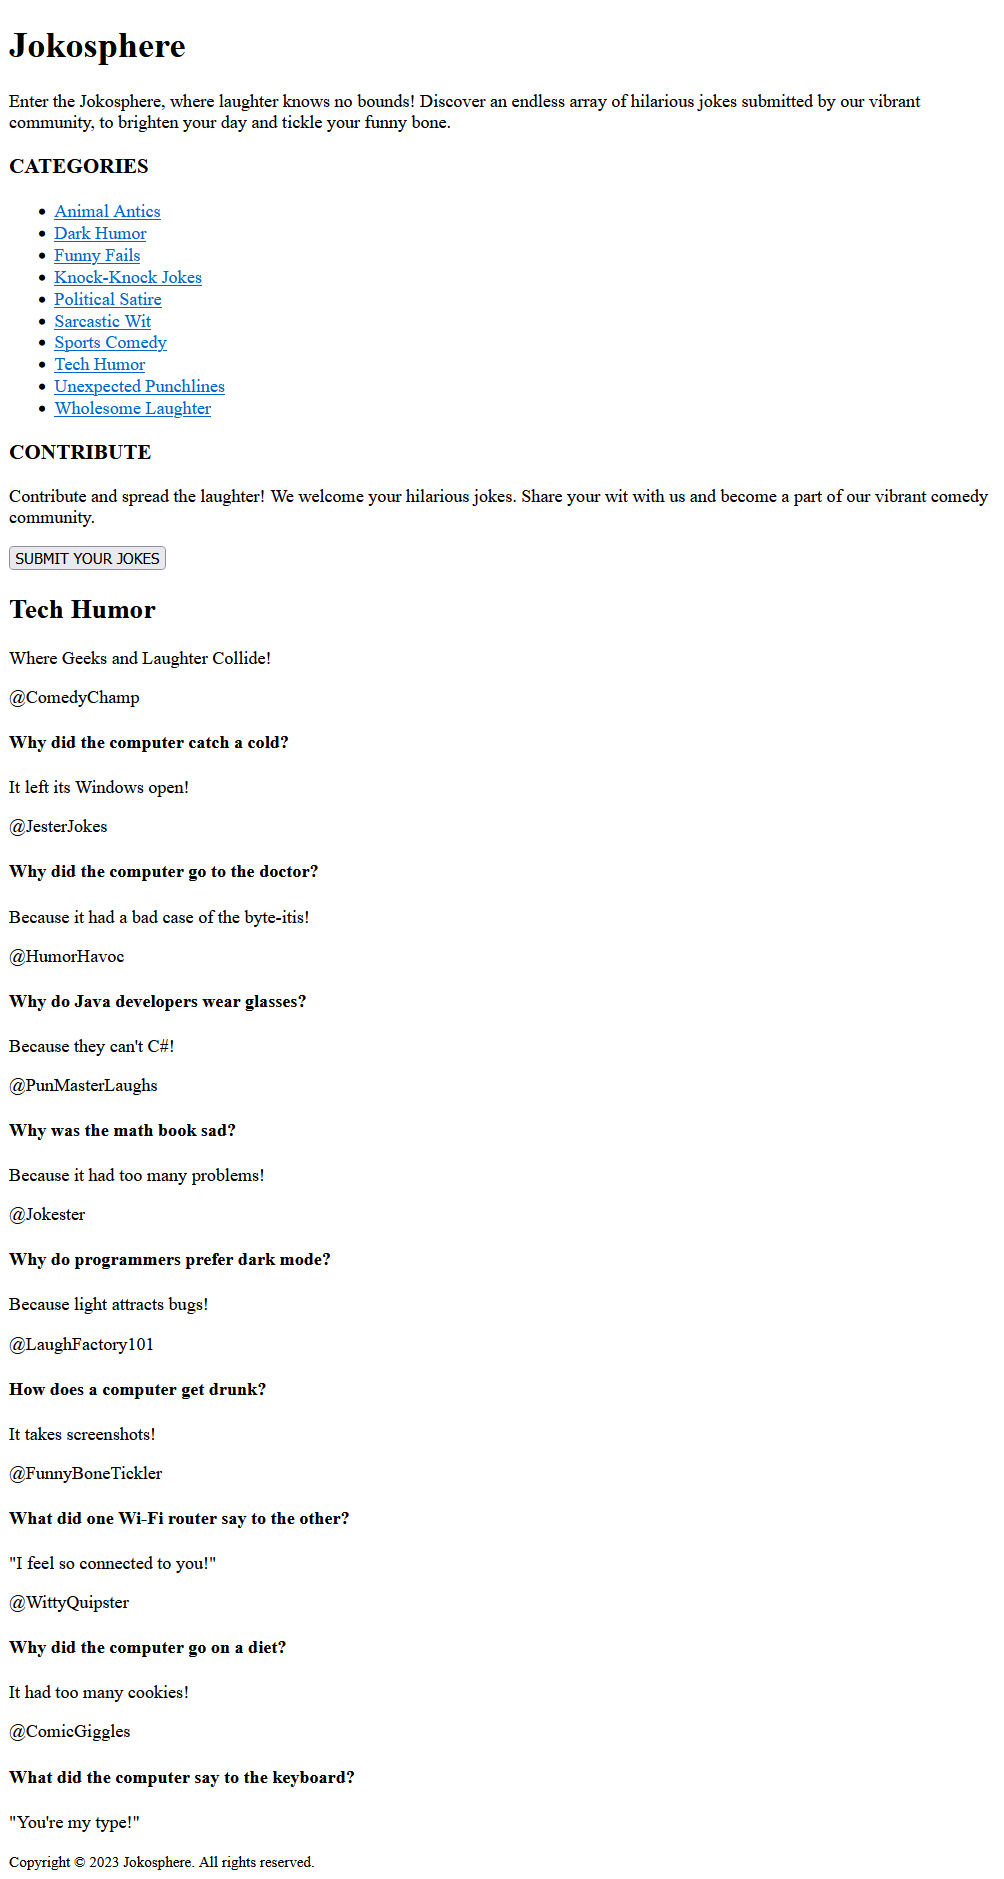 Jokosphere
Enter the Jokosphere, where laughter knows no bounds! Discover an endless array of hilarious jokes submitted by our vibrant
community, to brighten your day and tickle your funny bone.
CATEGORIES
Animal Antics
Dark Humor
Funny Fails
Knock-Knock Jokes
Political Satire
Sarcastic Wit
Sports Comedy
Tech Humor
Unexpected Punchlines
Wholesome Laughter
CONTRIBUTE
Contribute and spread the laughter! We welcome your hilarious jokes. Share your wit with us and become a part of our vibrant comedy
community.
SUBMIT YOUR JOKES
Tech Humor
Where Geeks and Laughter Collide!
@ComedyChamp
Why did the computer catch a cold?
It left its Windows open!
@JesterJokes
Why did the computer go to the doctor?
Because it had a bad case of the byte-itis!
@HumorHavoc
Why do Java developers wear glasses?
Because they can't C#!
@PunMasterLaughs
Why was the math book sad?
Because it had too many problems!
@Jokester
Why do programmers prefer dark mode?
Because light attracts bugs!
@LaughFactory101
How does a computer get drunk?
It takes screenshots!
@FunnyBoneTickler
What did one Wi-Fi router say to the other?
"I feel so connected to you!"
@WittyQuipster
Why did the computer go on a diet?
It had too many cookies!
@ComicGiggles
What did the computer say to the keyboard?
"You're my type!"
Copyright © 2023 Jokosphere. All rights reserved.